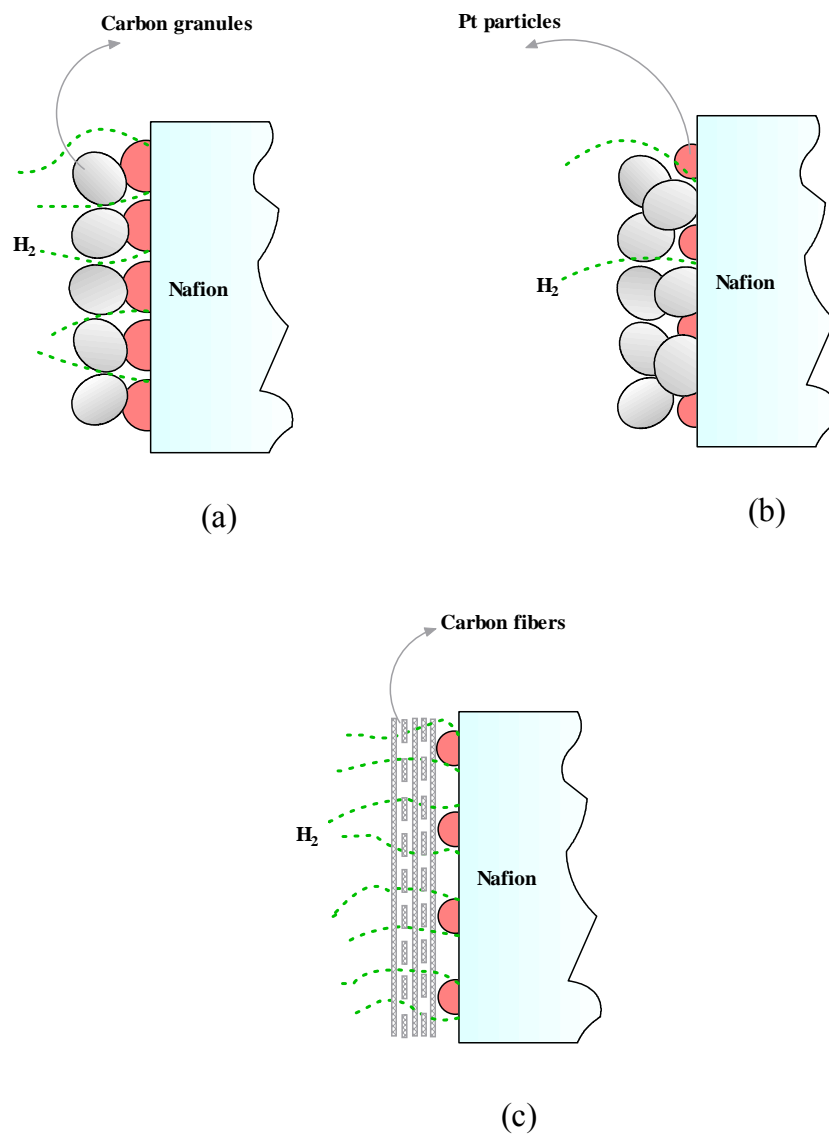 Carbon granules
Pt particles
H2
Nafion
H2
Nafion
(a)
(b)
Carbon fibers
H2
Nafion
(c)